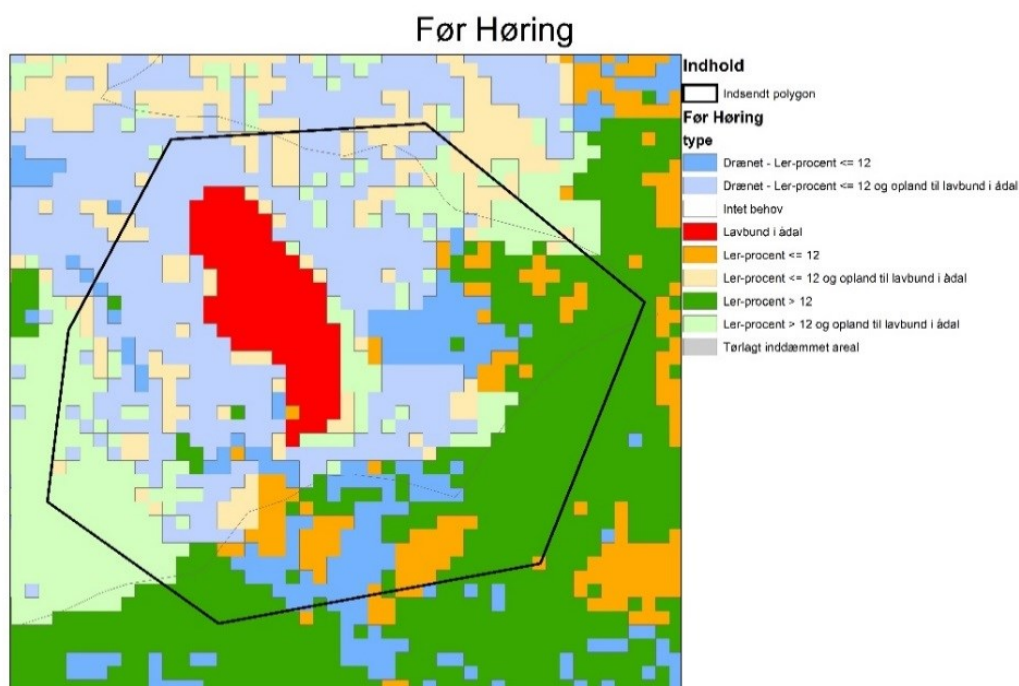 Før Høring
Indhold
Indsendt polygon
Før Høring
type
Drænet - Ler-procent <= 12
Drænet - Ler-procent <= 12 og opland til lavbund i ådal
Intet behov
Lavbund i ådal
Ler-procent <= 12
Ler-procent <= 12 og opland til lavbund i ådal
Ler-procent > 12
Ler-procent > 12 og opland til lavbund i ådal
Tørlagt inddæmmet areal